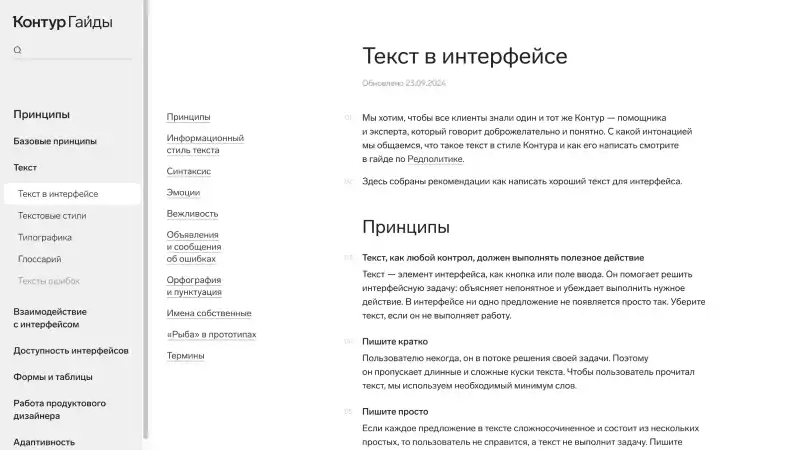 Контур Гайды
Принципы
Базовые принципы
Текст
Текст в интерфейсе
Текстовые стили
Типографика
Глоссарий
Тексты ошибок
Взаимодействие
с интерфейсом
Доступность интерфейсов
Формы и таблицы
Работа продуктового
дизайнера
Адаптивность
Принципы
Информационный
стиль текста
Синтаксис
Эмоции
Вежливость
Объявления
и сообщения
об ошибках
Орфография
и пунктуация
Имена собственные
«Рыба» в прототипах
Термины
Текст в интерфейсе
Обновлено 23.09.2024
01 Мы хотим, чтобы все клиенты знали один и тот же Контур — помощника
и эксперта, который говорит доброжелательно и понятно. С какой интонацией
мы общаемся, что такое текст в стиле Контура и как его написать смотрите
в гайде по Редполитике.
02 Здесь собраны рекомендации как написать хороший текст для интерфейса.
Принципы
03 Текст, как любой контрол, должен выполнять полезное действие
Текст — элемент интерфейса, как кнопка или поле ввода. Он помогает решить
интерфейсную задачу: объясняет непонятное и убеждает выполнить нужное
действие. В интерфейсе ни одно предложение не появляется просто так. Уберите
текст, если он не выполняет работу.
04 Пишите кратко
Пользователю некогда, он в потоке решения своей задачи. Поэтому
он пропускает длинные и сложные куски текста. Чтобы пользователь прочитал
текст, мы используем необходимый минимум слов.
05 Пишите просто
Если каждое предложение в тексте сложносочиненное и состоит из нескольких
простых, то пользователь не справится, а текст не выполнит задачу. Пишите